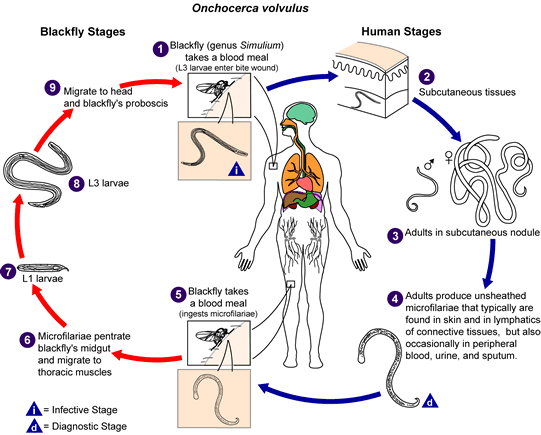 Onchocerca volvulus
Blackfly Stages
Human Stages
1 Blackfly (genus Simulium)
takes a blood meal
(L3 larvae enter bite wound)
i
2
Subcutaneous tissues
♂ ♀
3 Adults in subcutaneous nodule
4 Adults produce unsheathed
microfilariae that typically are
found in skin and in lymphatics
of connective tissues, but also
occasionally in peripheral
blood, urine, and sputum.
d
5 Blackfly takes
a blood meal
(ingests microfilariae)
6 Microfilariae pentrate
blackfly's midgut
and migrate to
thoracic muscles
7
L1 larvae
8 L3 larvae
9 Migrate to head
and blackfly's proboscis
i = Infective Stage
d = Diagnostic Stage